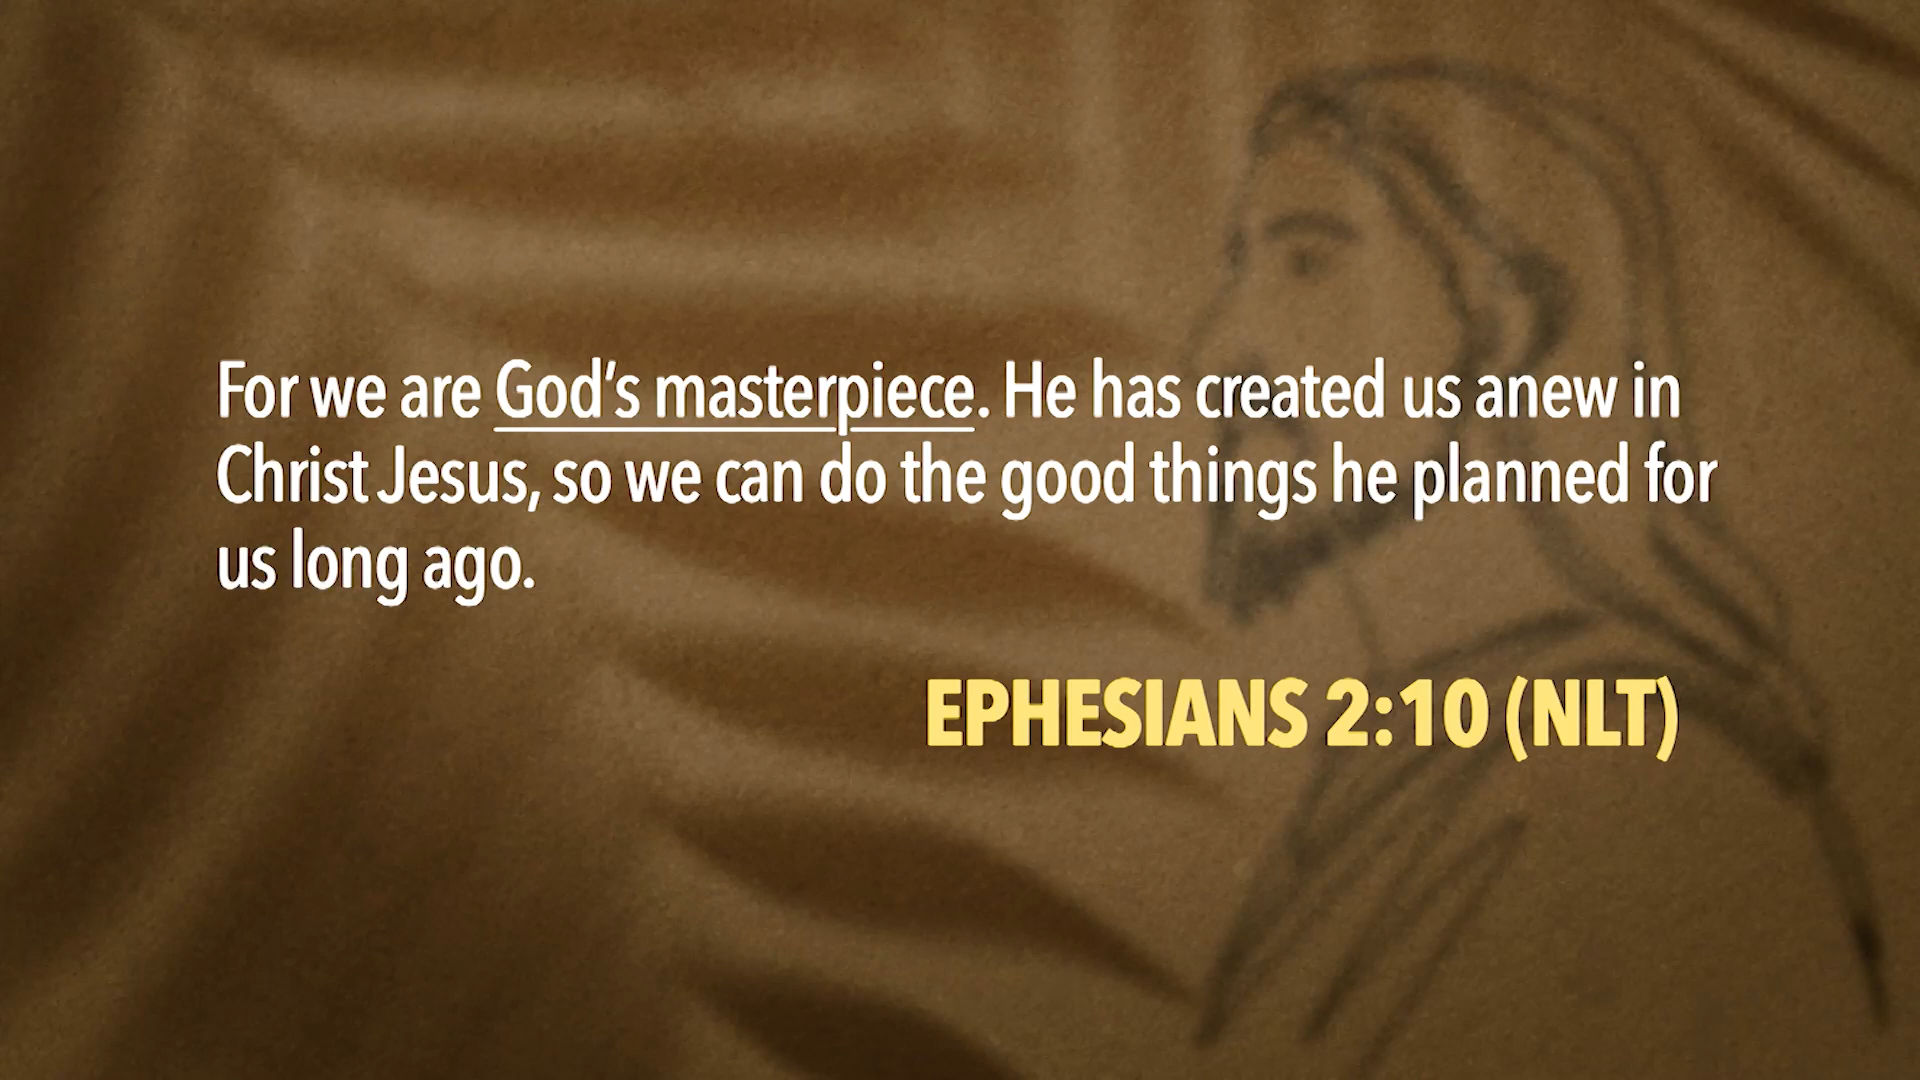 For we are God’s masterpiece. He has created us anew in
Christ Jesus, so we can do the good things he planned for
us long ago.
EPHESIANS 2:10 (NLT)